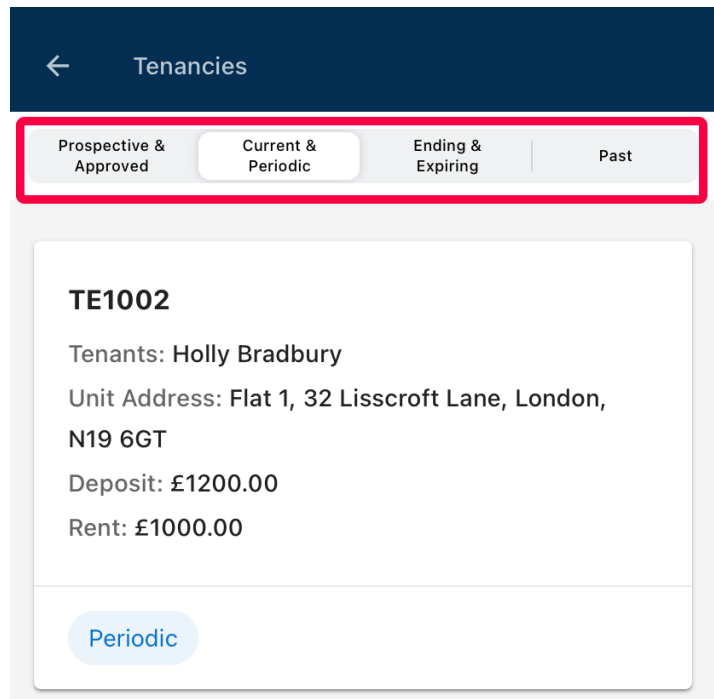 Tenancies
Prospective &
Approved
Current &
Periodic
Ending &
Expiring
Past
TE1002
Tenants: Holly Bradbury
Unit Address: Flat 1, 32 Lisscroft Lane, London,
N19 6GT
Deposit: £1200.00
Rent: £1000.00
Periodic